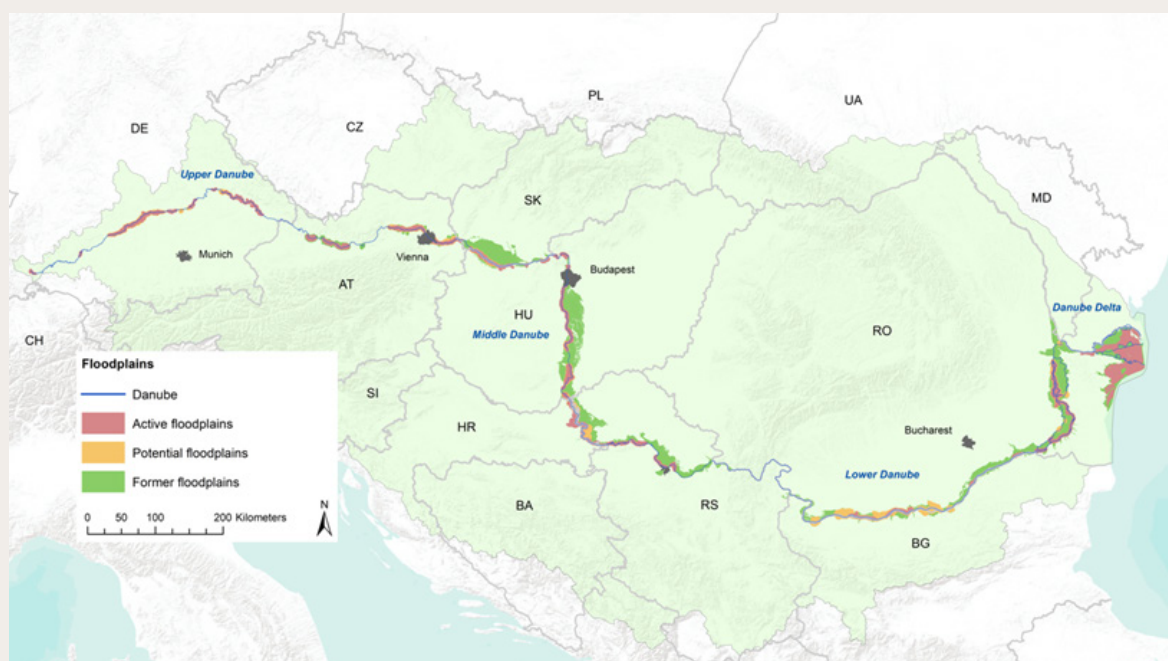 PL
UA
DE
CZ
Upper Danube
SK
MD
Munich
Vienna
Budapest
AT
HU
Middle Danube
RO
Danube Delta
CH
SI
HR
Bucharest
Lower Danube
BA
RS
BG
Floodplains
Danube
Active floodplains
Potential floodplains
Former floodplains
N
0 50 100 200 Kilometers